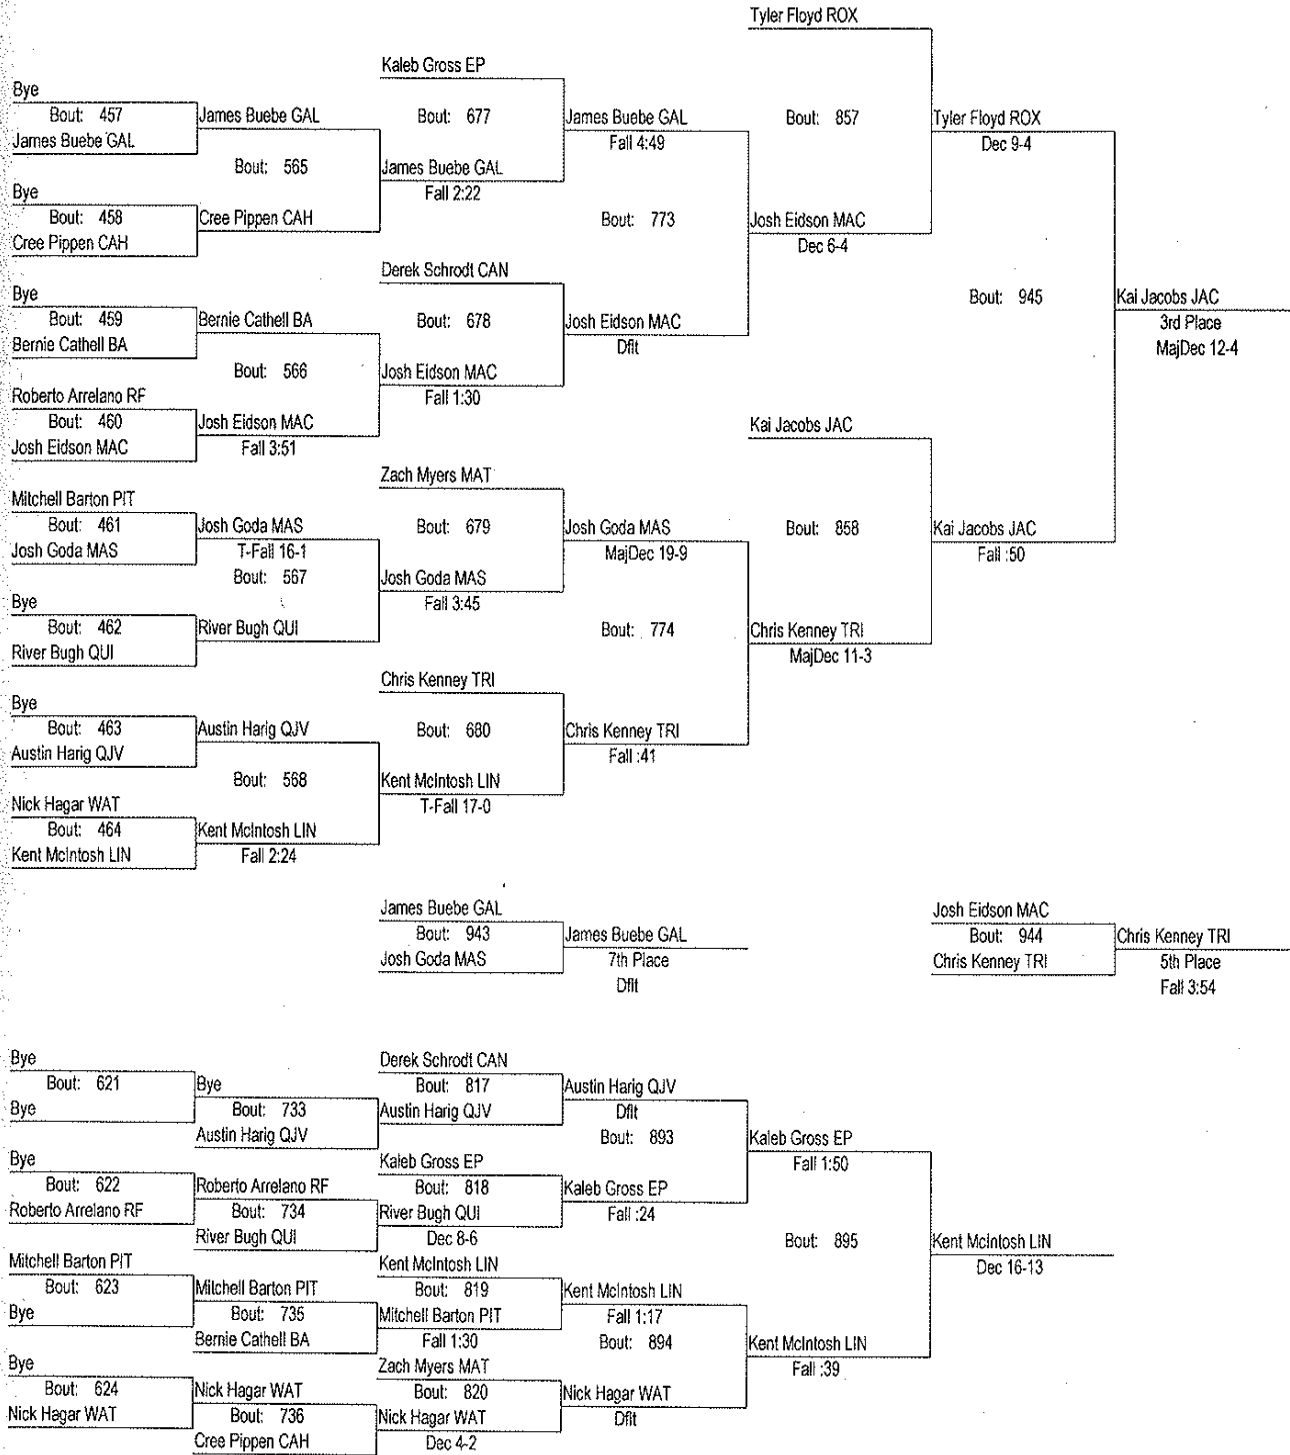 Tyler Floyd ROX
Kaleb Gross EP
Bye
Bout: 457
James Buebe GAL
James Buebe GAL
Bout: 677
James Buebe GAL
Fall 4:49
Bout: 857
Tyler Floyd ROX
Dec 9-4
Bout: 565
James Buebe GAL
Fall 2:22
Bye
Bout: 458
Cree Pippen CAH
Cree Pippen CAH
Bout: 773
Josh Eidson MAC
Dec 6-4
Derek Schrodt CAN
Bye
Bout: 459
Bernie Cathell BA
Bernie Cathell BA
Bout: 678
Josh Eidson MAC
Dflt
Bout: 945
Kai Jacobs JAC
3rd Place
MajDec 12-4
Bout: 566
Josh Eidson MAC
Fall 1:30
Roberto Arrelano RF
Bout: 460
Josh Eidson MAC
Josh Eidson MAC
Fall 3:51
Kai Jacobs JAC
Zach Myers MAT
Mitchell Barton PIT
Bout: 461
Josh Goda MAS
Josh Goda MAS
T-Fall 16-1
Bout: 679
Josh Goda MAS
MajDec 19-9
Bout: 858
Kai Jacobs JAC
Fall :50
Bout: 567
Josh Goda MAS
Fall 3:45
Bye
Bout: 462
River Bugh QUI
River Bugh QUI
Bout: 774
Chris Kenney TRI
MajDec 11-3
Chris Kenney TRI
Bye
Bout: 463
Austin Harig QJV
Austin Harig QJV
Bout: 680
Chris Kenney TRI
Fall :41
Bout: 568
Kent McIntosh LIN
T-Fall 17-0
Nick Hagar WAT
Bout: 464
Kent McIntosh LIN
Kent McIntosh LIN
Fall 2:24
James Buebe GAL
Bout: 943
Josh Goda MAS
James Buebe GAL
7th Place
Dflt
Josh Eidson MAC
Bout: 944
Chris Kenney TRI
Chris Kenney TRI
5th Place
Fall 3:54
Bye
Bout: 621
Bye
Bye
Bout: 733
Austin Harig QJV
Derek Schrodt CAN
Bout: 817
Austin Harig QJV
Austin Harig QJV
Dflt
Bout: 893
Kaleb Gross EP
Fall 1:50
Bye
Bout: 622
Roberto Arrelano RF
Roberto Arrelano RF
Bout: 734
River Bugh QUI
Kaleb Gross EP
Bout: 818
River Bugh QUI
Dec 8-6
Kaleb Gross EP
Fall :24
Bout: 895
Kent McIntosh LIN
Dec 16-13
Mitchell Barton PIT
Bout: 623
Bye
Mitchell Barton PIT
Bout: 735
Bernie Cathell BA
Kent McIntosh LIN
Bout: 819
Mitchell Barton PIT
Fall 1:30
Kent McIntosh LIN
Fall 1:17
Bout: 894
Kent McIntosh LIN
Fall :39
Bye
Bout: 624
Nick Hagar WAT
Nick Hagar WAT
Bout: 736
Cree Pippen CAH
Zach Myers MAT
Bout: 820
Nick Hagar WAT
Dec 4-2
Nick Hagar WAT
Dflt